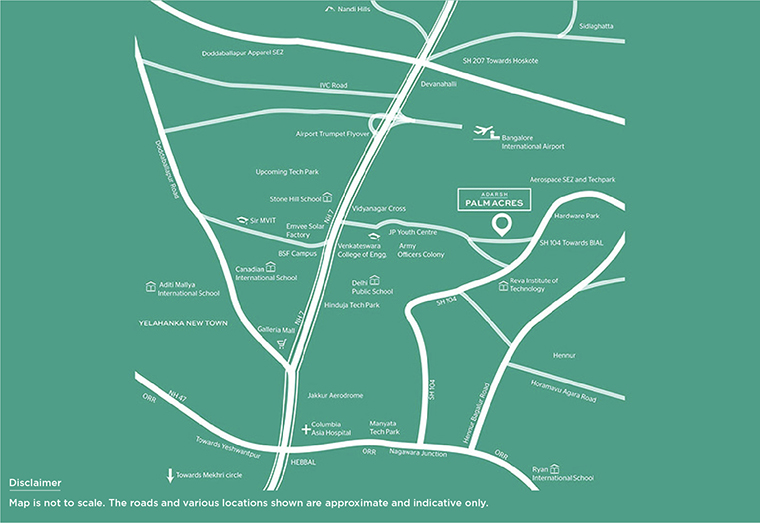 Nandi Hills
Sidlaghatta
Doddaballapur Apparel SE2
SH 207 Towards Hoskote
Devanahalli
IVC Road
Airport Trumpet Flyover
Bangalore
International Airport
Doddaballapur Road
Upcoming Tech Park
Aerospace SE2 and Techpark
Stone Hill School
ADARSH
PALM ACRES
NH 7
Vidyanagar Cross
Hardware Park
Sir MVIT
Emvee Solar
Factory
JP Youth Centre
SH 104 Towards BIAL
BSF Campus
Venkateswara
College of Engg.
Army
Officers Colony
Canadian
International School
Aditi Mallya
International School
Delhi
Public School
Reva Institute of
Technology
SH 104
Hinduja Tech Park
NH 7
YELAHANKA NEW TOWN
Galleria Mall
Hennur
Horamavu Agara Road
SH 104
Hennur Bagalur Road
NH 47
ORR
Jakkur Aerodrome
Columbia
Asia Hospital
Manyata
Tech Park
Towards Yeshwantpur
ORR
Nagawara Junction
ORR
HEBBAL
Ryan
International School
Towards Mekhri circle
Disclaimer
Map is not to scale. The roads and various locations shown are approximate and indicative only.